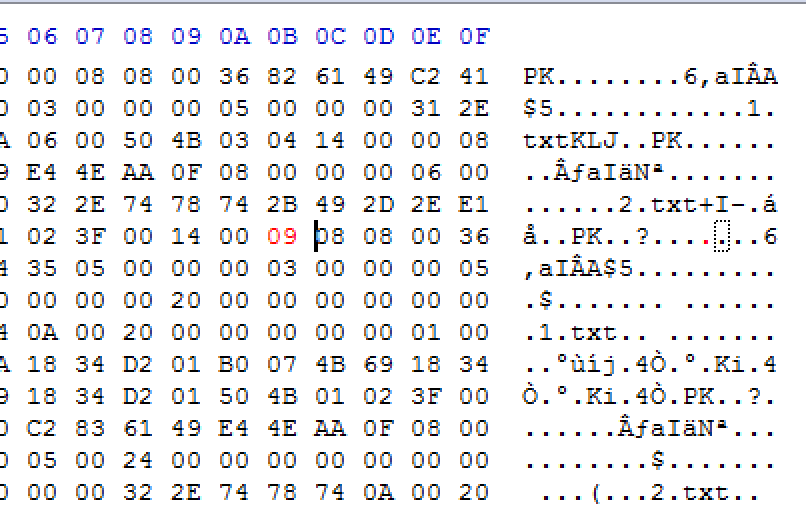 5 06 07 08 09 0A 0B 0C 0D 0E 0F
0 00 08 08 00 36 82 61 49 C2 41 PK........6‚aIÂA
0 03 00 00 00 05 00 00 00 31 2E $5............1.
A 06 00 50 4B 03 04 14 00 00 08 txtKLJ..PK......
9 E4 4E AA 0F 08 00 00 00 06 00 ..ÂƒaIäNª.......
0 32 2E 74 78 74 2B 49 2D 2E E1 ......2.txt+I-.á
1 02 3F 00 14 00 09 08 08 00 36 å..PK..?.......6
4 35 05 00 00 00 03 00 00 00 05 ‚aIÂA$5.........
0 00 00 00 20 00 00 00 00 00 00 .$....... ......
4 0A 00 20 00 00 00 00 00 01 00 .1.txt.. .......
A 18 34 D2 01 B0 07 4B 69 18 34 ..°ùíj.4Ò.°.Ki.4
9 18 34 D2 01 50 4B 01 02 3F 00 Ò.°.Ki.4Ò.PK..?.
0 C2 83 61 49 E4 4E AA 0F 08 00 ......ÂƒaIäNª...
0 05 00 24 00 00 00 00 00 00 00 ........$.......
0 00 00 32 2E 74 78 74 0A 00 20 ...(...2.txt..